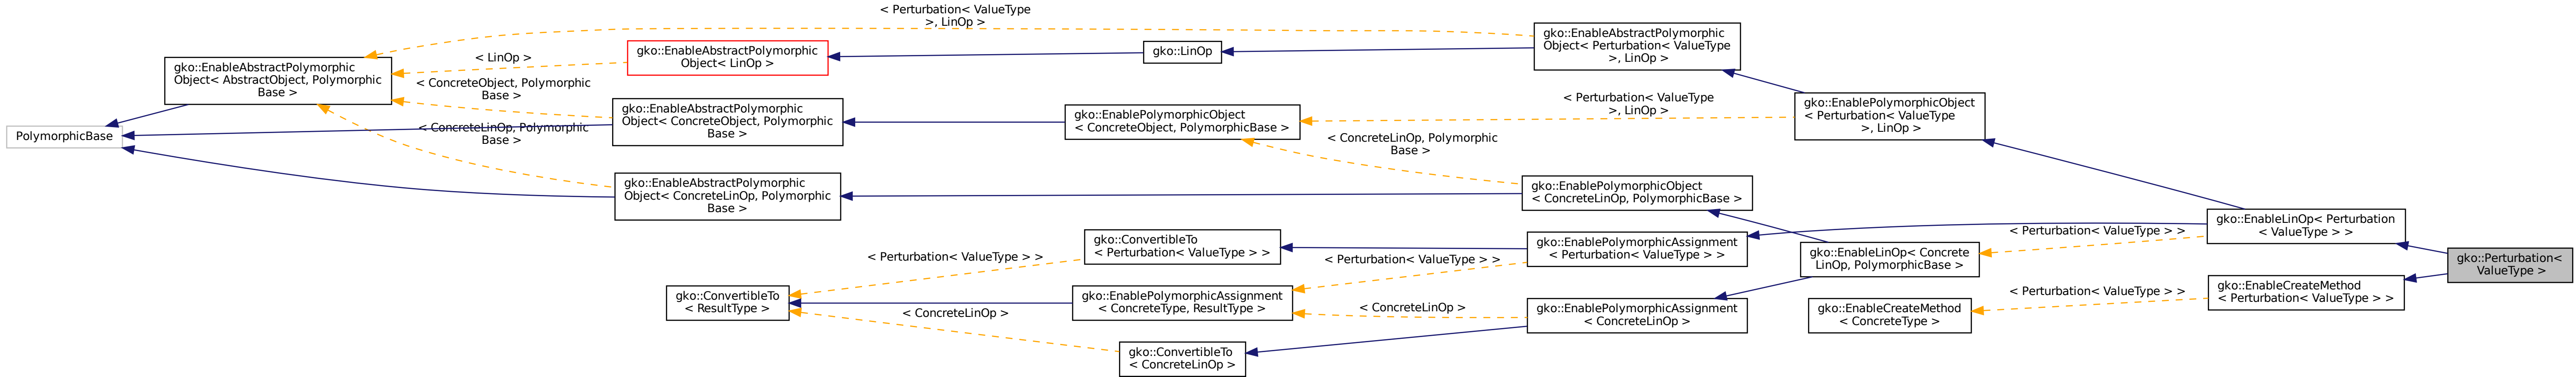 PolymorphicBase
gko::EnableAbstractPolymorphic
Object< AbstractObject, Polymorphic
Base >
< Perturbation< ValueType
>, LinOp >
< LinOp >
< ConcreteObject, Polymorphic
Base >
< ConcreteLinOp, Polymorphic
Base >
gko::EnableAbstractPolymorphic
Object< LinOp >
gko::EnableAbstractPolymorphic
Object< ConcreteObject, Polymorphic
Base >
gko::EnableAbstractPolymorphic
Object< ConcreteLinOp, Polymorphic
Base >
gko::ConvertibleTo
< ResultType >
< Perturbation< ValueType > >
< ConcreteLinOp >
gko::LinOp
gko::EnablePolymorphicObject
< ConcreteObject, PolymorphicBase >
gko::ConvertibleTo
< Perturbation< ValueType > >
gko::EnablePolymorphicAssignment
< ConcreteType, ResultType >
gko::ConvertibleTo
< ConcreteLinOp >
< Perturbation< ValueType
>, LinOp >
< ConcreteLinOp, Polymorphic
Base >
< Perturbation< ValueType > >
< ConcreteLinOp >
gko::EnableAbstractPolymorphic
Object< Perturbation< ValueType
>, LinOp >
gko::EnablePolymorphicObject
< ConcreteLinOp, PolymorphicBase >
gko::EnablePolymorphicAssignment
< Perturbation< ValueType > >
gko::EnablePolymorphicAssignment
< ConcreteLinOp >
gko::EnablePolymorphicObject
< Perturbation< ValueType
>, LinOp >
gko::EnableLinOp< Concrete
LinOp, PolymorphicBase >
gko::EnableCreateMethod
< ConcreteType >
< Perturbation< ValueType > >
< Perturbation< ValueType > >
gko::EnableLinOp< Perturbation
< ValueType > >
gko::EnableCreateMethod
< Perturbation< ValueType > >
gko::Perturbation<
ValueType >